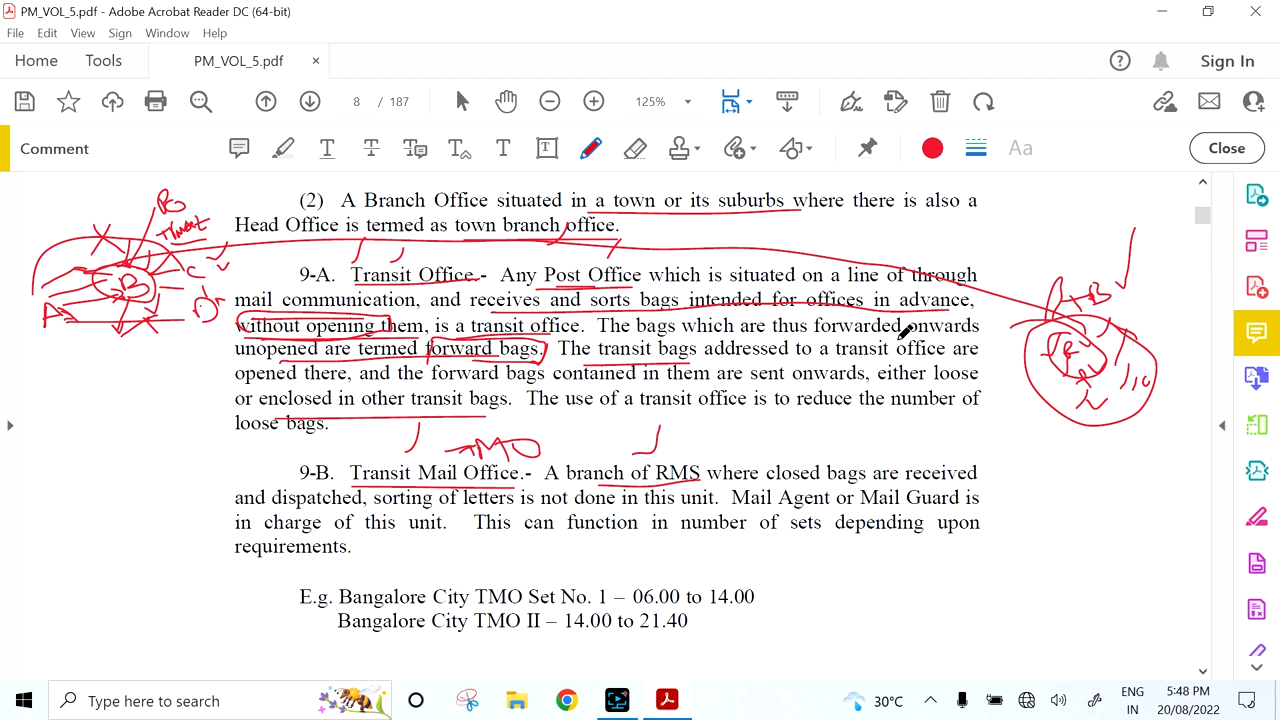 PM_VOL_5.pdf - Adobe Acrobat Reader DC (64-bit)
File Edit View Sign Window Help
Home Tools PM_VOL_5.pdf × Sign In
8 / 187 125%
Comment Aa Close
(2) A Branch Office situated in a town or its suburbs where there is also a
Head Office is termed as town branch office.
9-A. Transit Office.- Any Post Office which is situated on a line of through
mail communication, and receives and sorts bags intended for offices in advance,
without opening them, is a transit office. The bags which are thus forwarded onwards
unopened are termed forward bags. The transit bags addressed to a transit office are
opened there, and the forward bags contained in them are sent onwards, either loose
or enclosed in other transit bags. The use of a transit office is to reduce the number of
loose bags.
TMO
9-B. Transit Mail Office.- A branch of RMS where closed bags are received
and dispatched, sorting of letters is not done in this unit. Mail Agent or Mail Guard is
in charge of this unit. This can function in number of sets depending upon
requirements.
E.g. Bangalore City TMO Set No. 1 – 06.00 to 14.00
Bangalore City TMO II – 14.00 to 21.40
B
C
A
D
Type here to search
30°C
ENG
IN
5:48 PM
20/08/2022